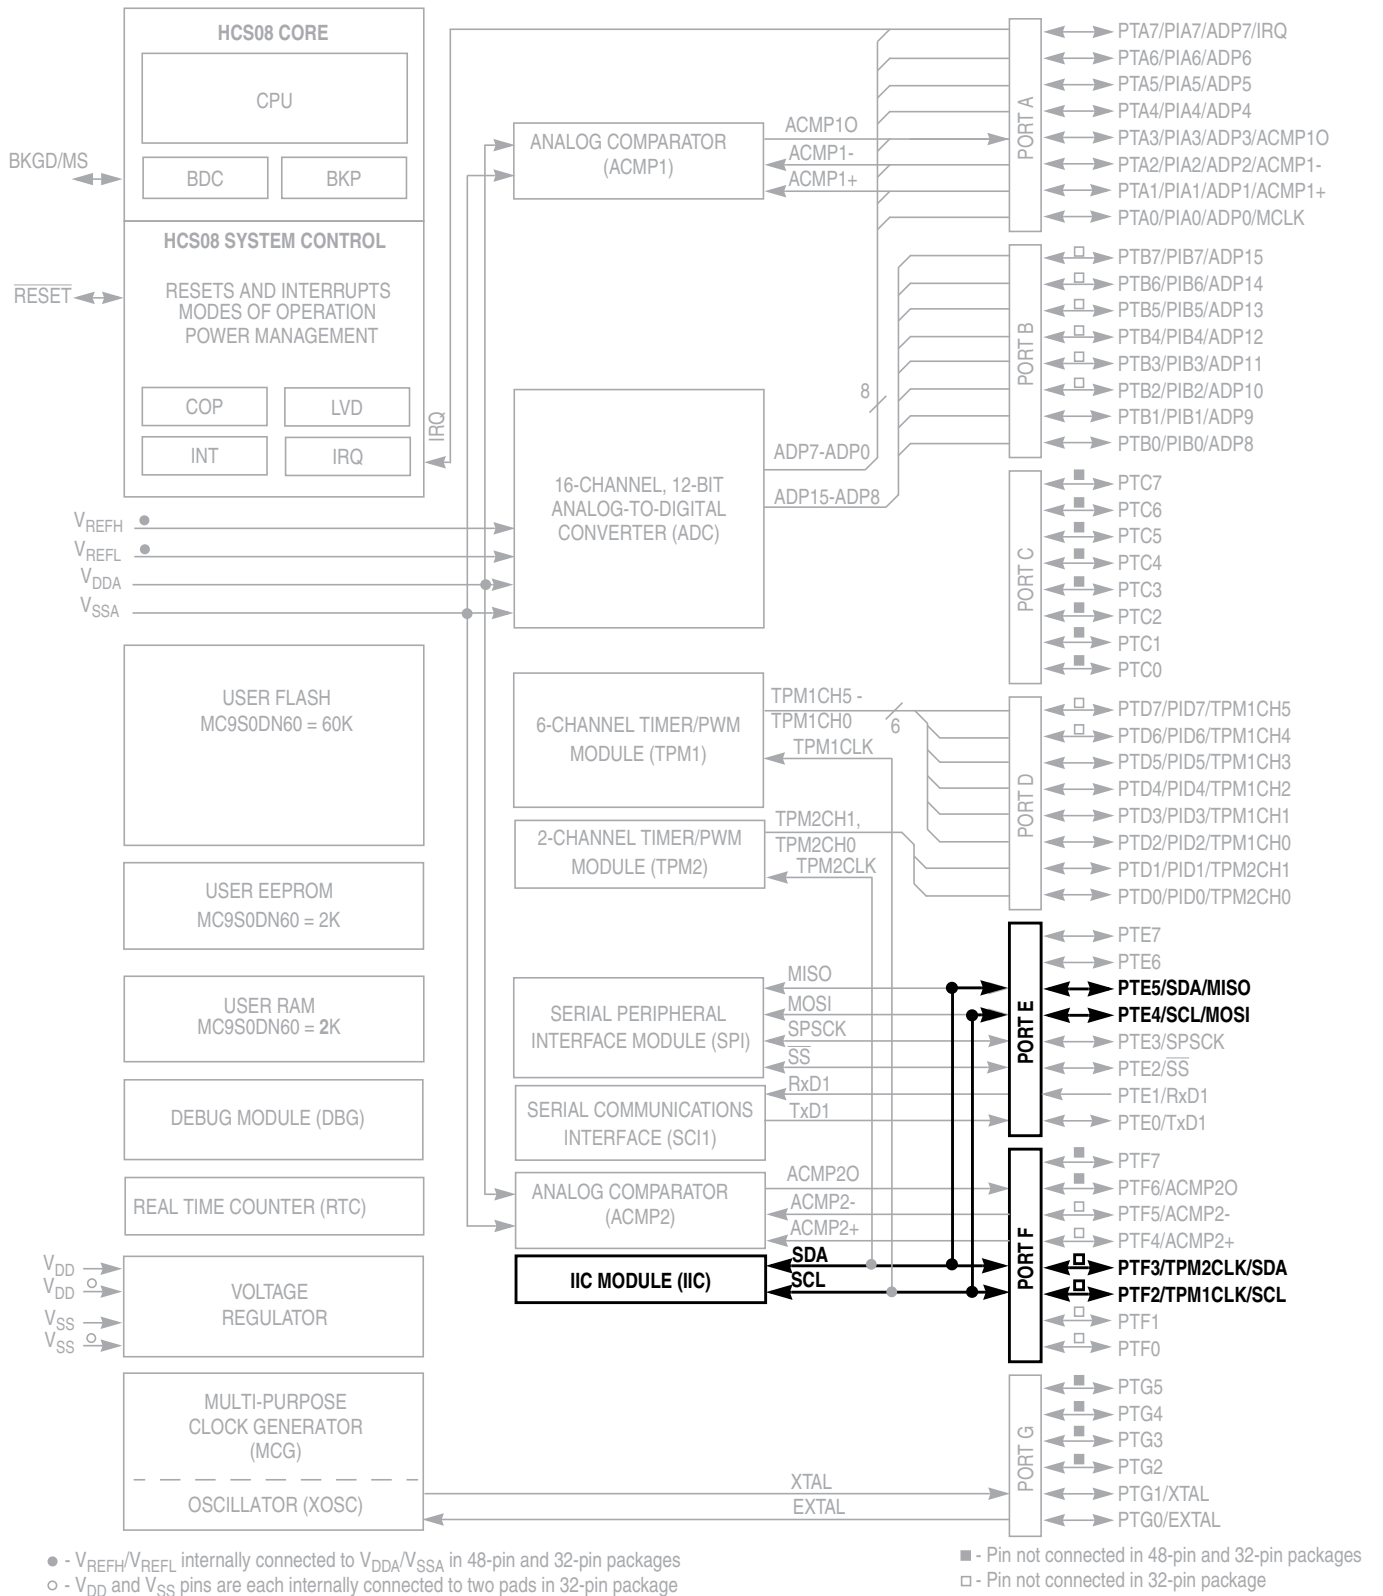 HCS08 CORE
CPU
BDC
BKP
BKGD/MS
HCS08 SYSTEM CONTROL
RESETS AND INTERRUPTS
MODES OF OPERATION
POWER MANAGEMENT
RESET
COP
LVD
INT
IRQ
IRQ
VREFH
VREFL
VDDA
VSSA
USER FLASH
MC9S0DN60 = 60K
USER EEPROM
MC9S0DN60 = 2K
USER RAM
MC9S0DN60 = 2K
DEBUG MODULE (DBG)
REAL TIME COUNTER (RTC)
VDD
VDD
VSS
VSS
VOLTAGE
REGULATOR
MULTI-PURPOSE
CLOCK GENERATOR
(MCG)
OSCILLATOR (XOSC)
XTAL
EXTAL
ANALOG COMPARATOR
(ACMP1)
ACMP1O
ACMP1-
ACMP1+
16-CHANNEL, 12-BIT
ANALOG-TO-DIGITAL
CONVERTER (ADC)
8
ADP7-ADP0
ADP15-ADP8
6-CHANNEL TIMER/PWM
MODULE (TPM1)
TPM1CH5 -
TPM1CH0
6
TPM1CLK
2-CHANNEL TIMER/PWM
MODULE (TPM2)
TPM2CH1,
TPM2CH0
TPM2CLK
SERIAL PERIPHERAL
INTERFACE MODULE (SPI)
MISO
MOSI
SPSCK
SS
SERIAL COMMUNICATIONS
INTERFACE (SCI1)
RxD1
TxD1
ANALOG COMPARATOR
(ACMP2)
ACMP2O
ACMP2-
ACMP2+
IIC MODULE (IIC)
SDA
SCL
PORT A
PTA7/PIA7/ADP7/IRQ
PTA6/PIA6/ADP6
PTA5/PIA5/ADP5
PTA4/PIA4/ADP4
PTA3/PIA3/ADP3/ACMP1O
PTA2/PIA2/ADP2/ACMP1-
PTA1/PIA1/ADP1/ACMP1+
PTA0/PIA0/ADP0/MCLK
PORT B
PTB7/PIB7/ADP15
PTB6/PIB6/ADP14
PTB5/PIB5/ADP13
PTB4/PIB4/ADP12
PTB3/PIB3/ADP11
PTB2/PIB2/ADP10
PTB1/PIB1/ADP9
PTB0/PIB0/ADP8
PORT C
PTC7
PTC6
PTC5
PTC4
PTC3
PTC2
PTC1
PTC0
PORT D
PTD7/PID7/TPM1CH5
PTD6/PID6/TPM1CH4
PTD5/PID5/TPM1CH3
PTD4/PID4/TPM1CH2
PTD3/PID3/TPM1CH1
PTD2/PID2/TPM1CH0
PTD1/PID1/TPM2CH1
PTD0/PID0/TPM2CH0
PORT E
PTE7
PTE6
PTE5/SDA/MISO
PTE4/SCL/MOSI
PTE3/SPSCK
PTE2/SS
PTE1/RxD1
PTE0/TxD1
PORT F
PTF7
PTF6/ACMP2O
PTF5/ACMP2-
PTF4/ACMP2+
PTF3/TPM2CLK/SDA
PTF2/TPM1CLK/SCL
PTF1
PTF0
PORT G
PTG5
PTG4
PTG3
PTG2
PTG1/XTAL
PTG0/EXTAL
● - VREFH/VREFL internally connected to VDDA/VSSA in 48-pin and 32-pin packages
○ - VDD and VSS pins are each internally connected to two pads in 32-pin package
■ - Pin not connected in 48-pin and 32-pin packages
□ - Pin not connected in 32-pin package